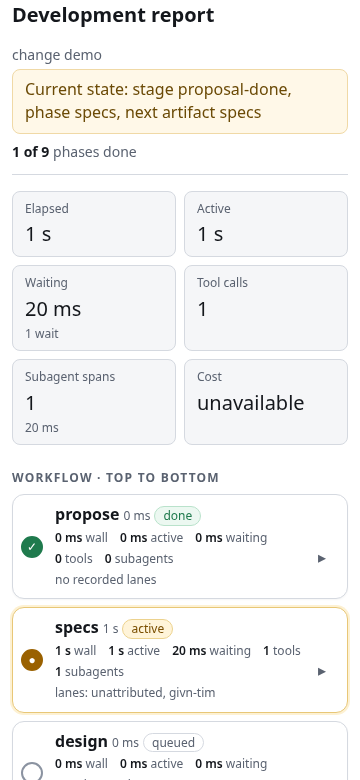 Development report
change demo
Current state: stage proposal-done,
phase specs, next artifact specs
1 of 9 phases done
Elapsed
1 s
Active
1 s
Waiting
20 ms
1 wait
Tool calls
1
Subagent spans
1
20 ms
Cost
unavailable
WORKFLOW · TOP TO BOTTOM
propose 0 ms done
0 ms wall 0 ms active 0 ms waiting
0 tools 0 subagents
no recorded lanes
specs 1 s active
1 s wall 1 s active 20 ms waiting 1 tools
1 subagents
lanes: unattributed, givn-tim
design 0 ms queued
0 ms wall 0 ms active 0 ms waiting